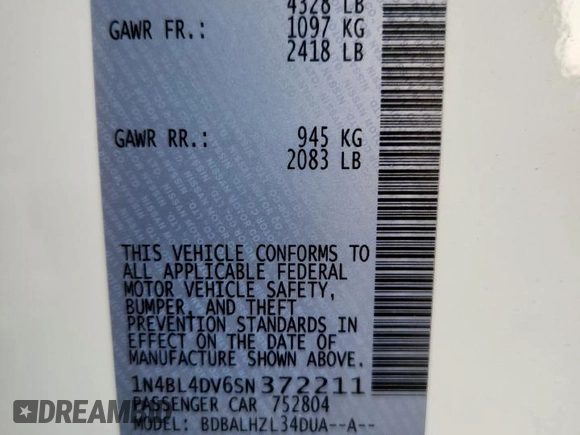 4328 LB
GAWR FR.: 1097 KG
2418 LB
GAWR RR.: 945 KG
2083 LB
THIS VEHICLE CONFORMS TO
ALL APPLICABLE FEDERAL
MOTOR VEHICLE SAFETY,
BUMPER, AND THEFT
PREVENTION STANDARDS IN
EFFECT ON THE DATE OF
MANUFACTURE SHOWN ABOVE.
1N4BL4DV6SN372211
PASSENGER CAR 752804
MODEL: BDBALHZL34DUA--A--
DREAMBID.COM